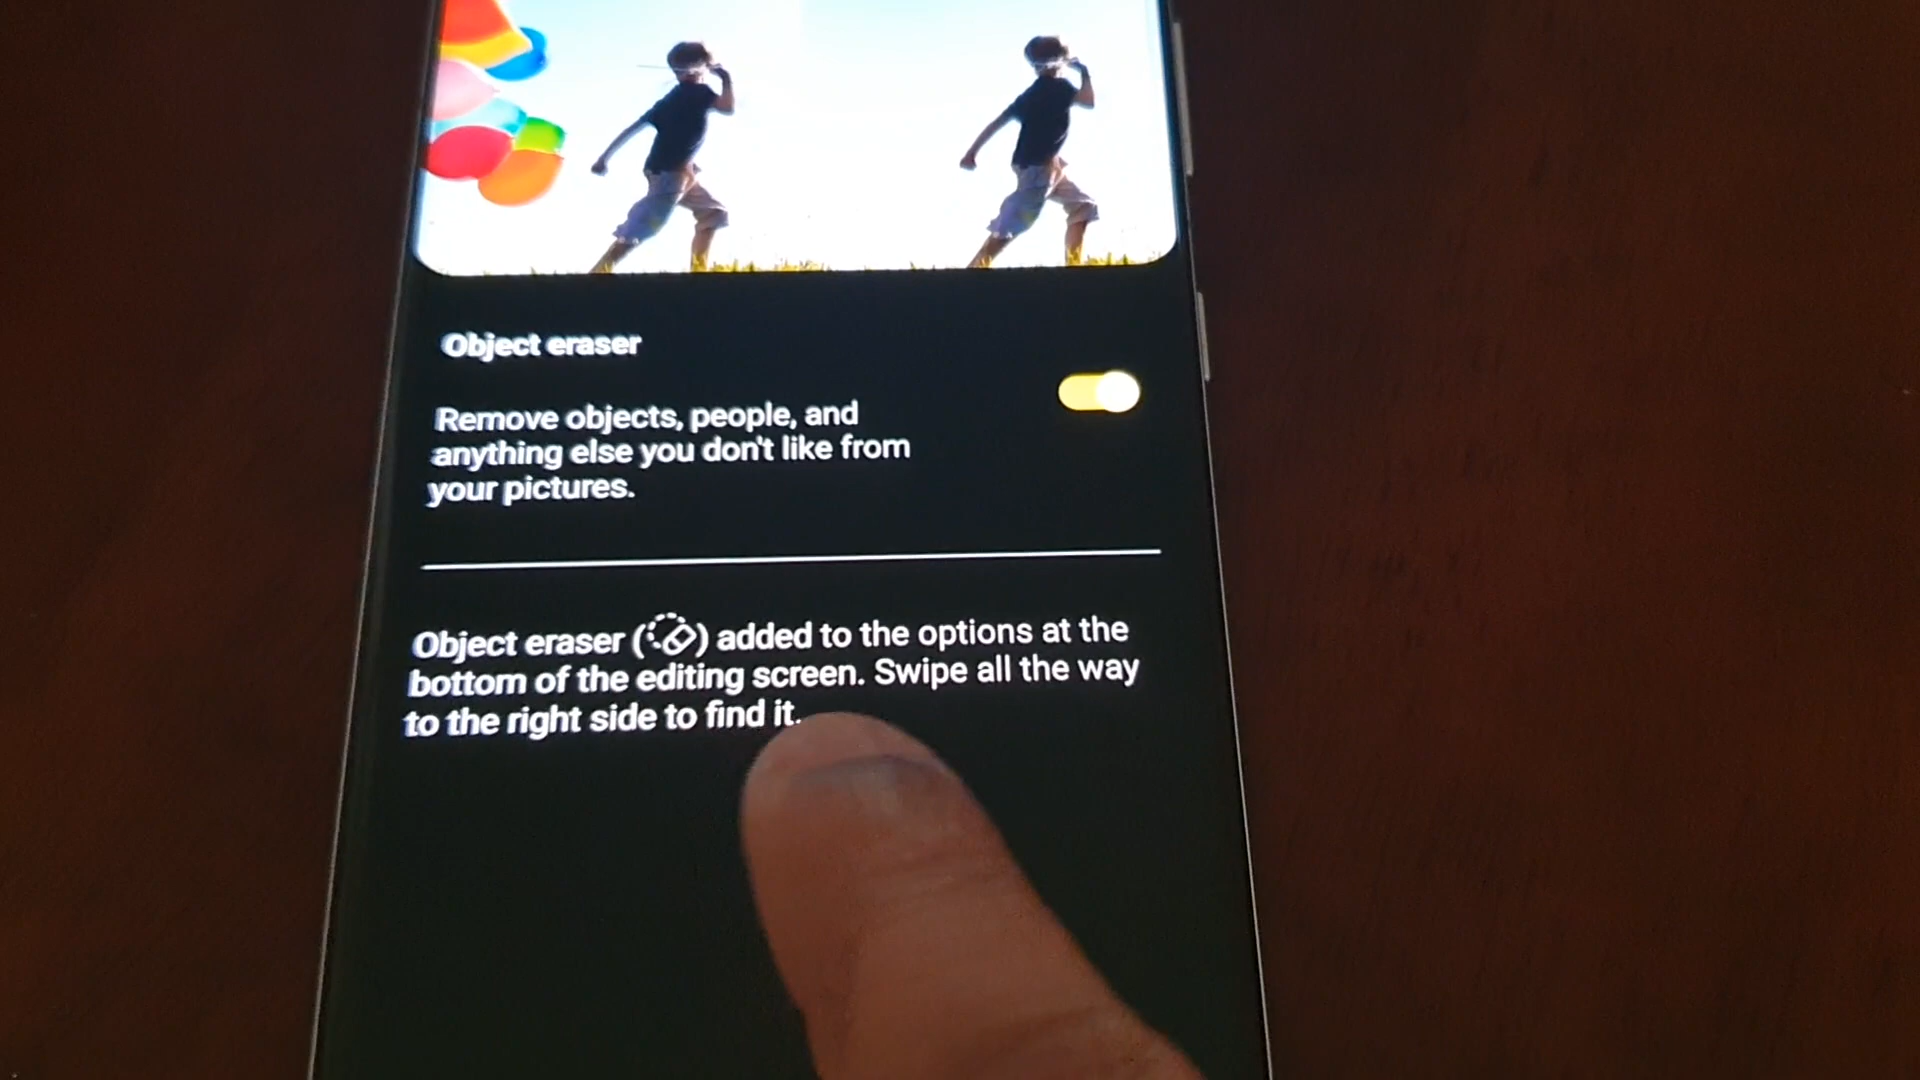 Object eraser
Remove objects, people, and
anything else you don't like from
your pictures.
Object eraser () added to the options at the
bottom of the editing screen. Swipe all the way
to the right side to find it.